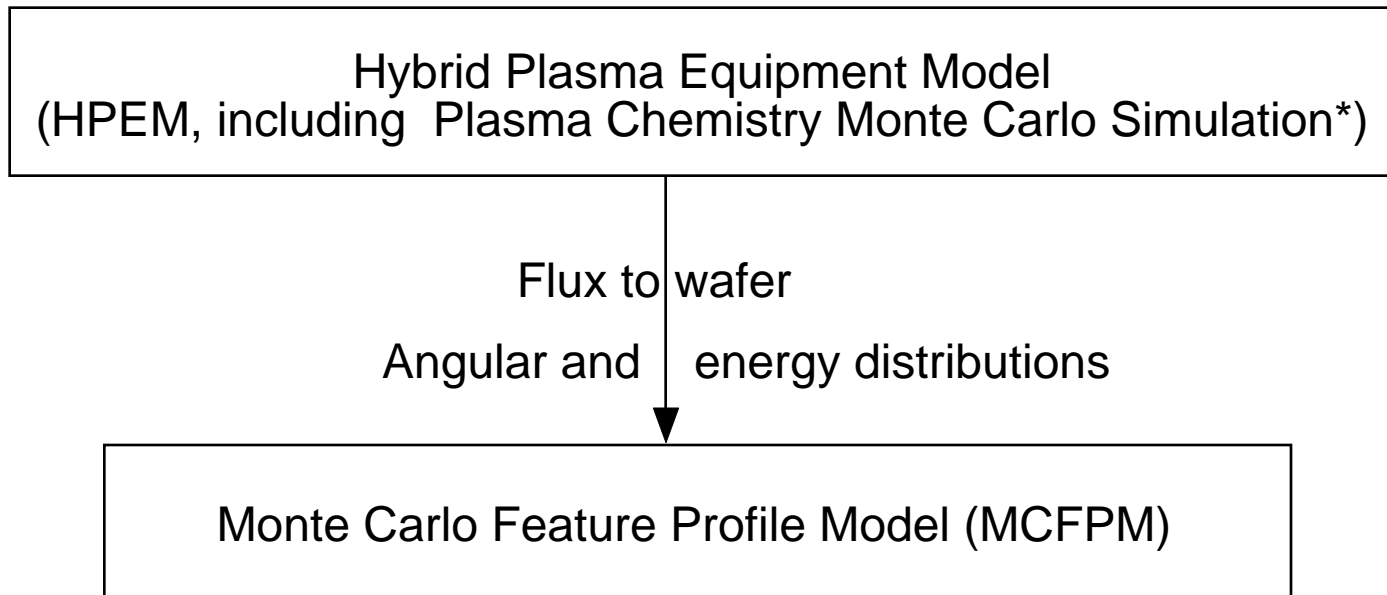 Hybrid Plasma Equipment Model
(HPEM, including Plasma Chemistry Monte Carlo Simulation*)
Flux to wafer
Angular and energy distributions
Monte Carlo Feature Profile Model (MCFPM)